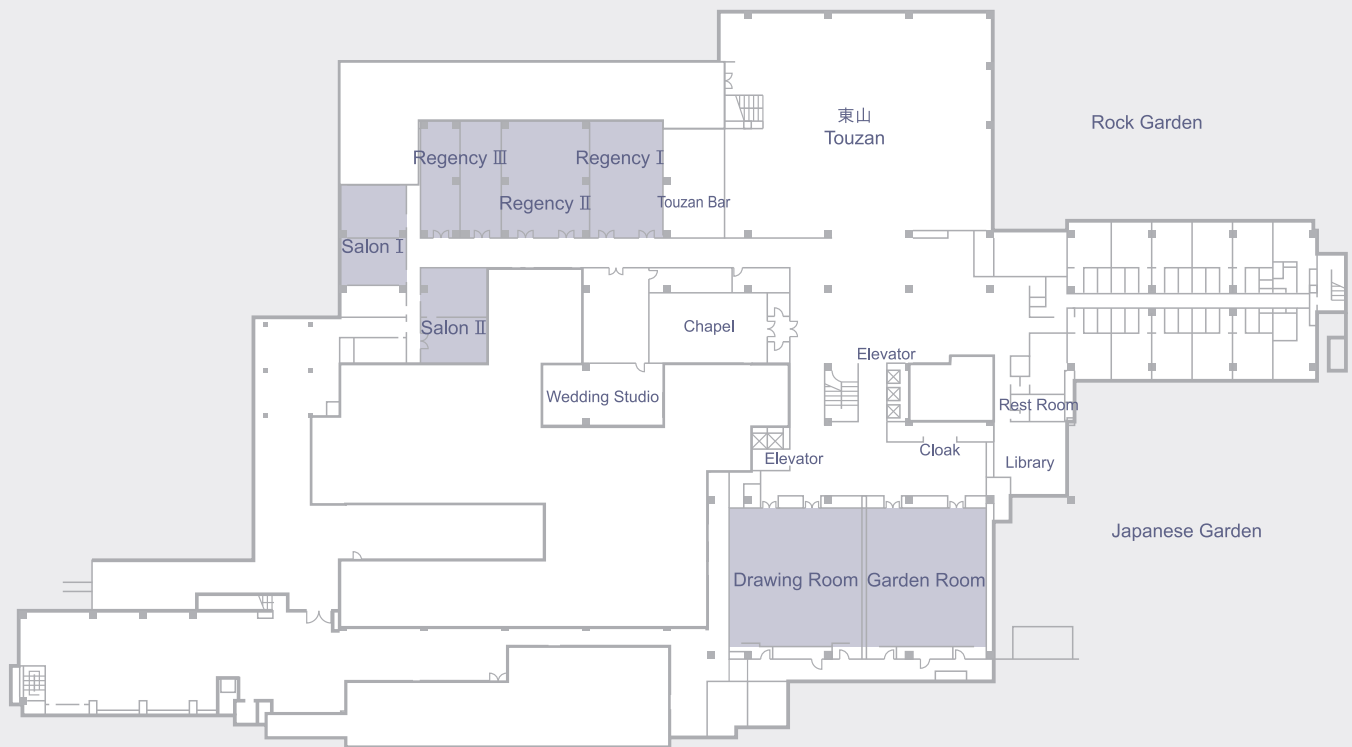 東山
Touzan
Rock Garden
Regency Ⅲ
Regency Ⅰ
Regency Ⅱ
Touzan Bar
Salon Ⅰ
Salon Ⅱ
Chapel
Elevator
Wedding Studio
Rest Room
Cloak
Elevator
Library
Japanese Garden
Drawing Room
Garden Room